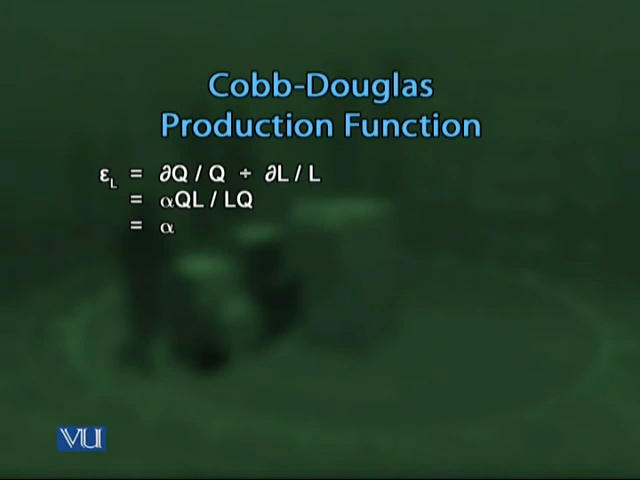 Cobb-Douglas
Production Function
εL = ∂Q / Q ÷ ∂L / L
= αQL / LQ
= α
VU